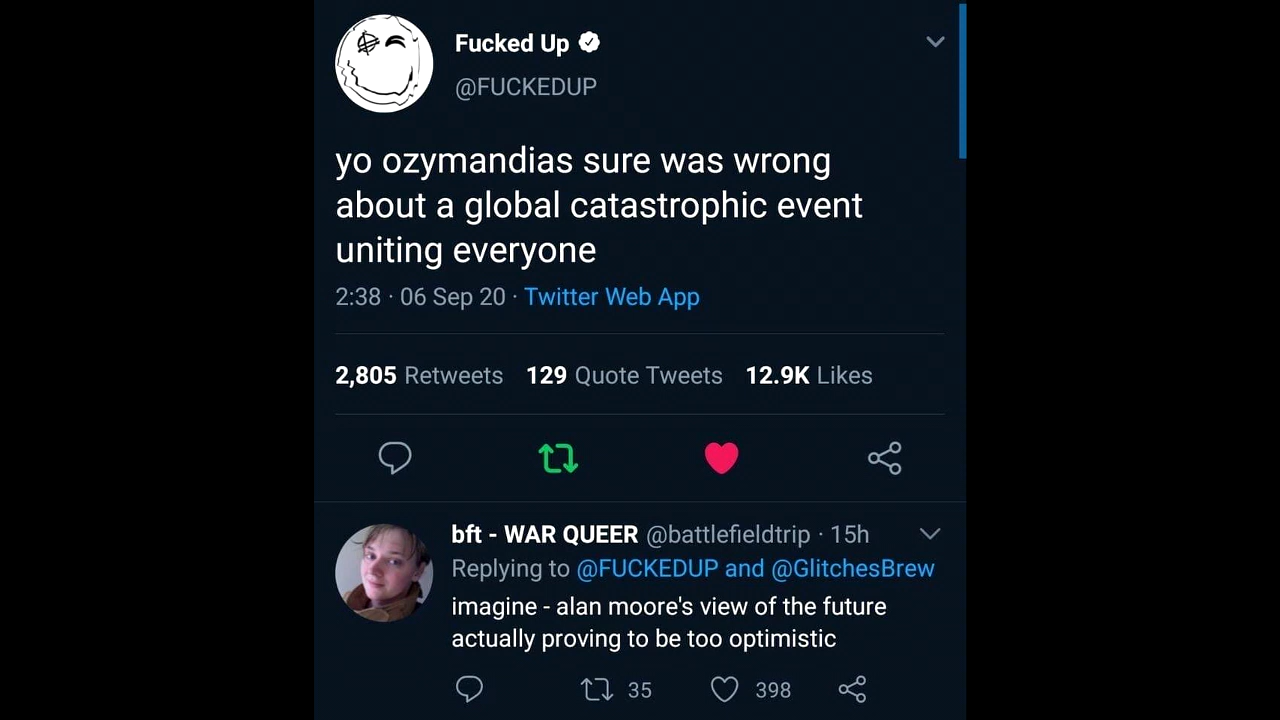 Fucked Up
@FUCKEDUP
yo ozymandias sure was wrong
about a global catastrophic event
uniting everyone
2:38 · 06 Sep 20 · Twitter Web App
2,805 Retweets 129 Quote Tweets 12.9K Likes
bft - WAR QUEER @battlefieldtrip · 15h
Replying to @FUCKEDUP and @GlitchesBrew
imagine - alan moore's view of the future
actually proving to be too optimistic
35 398